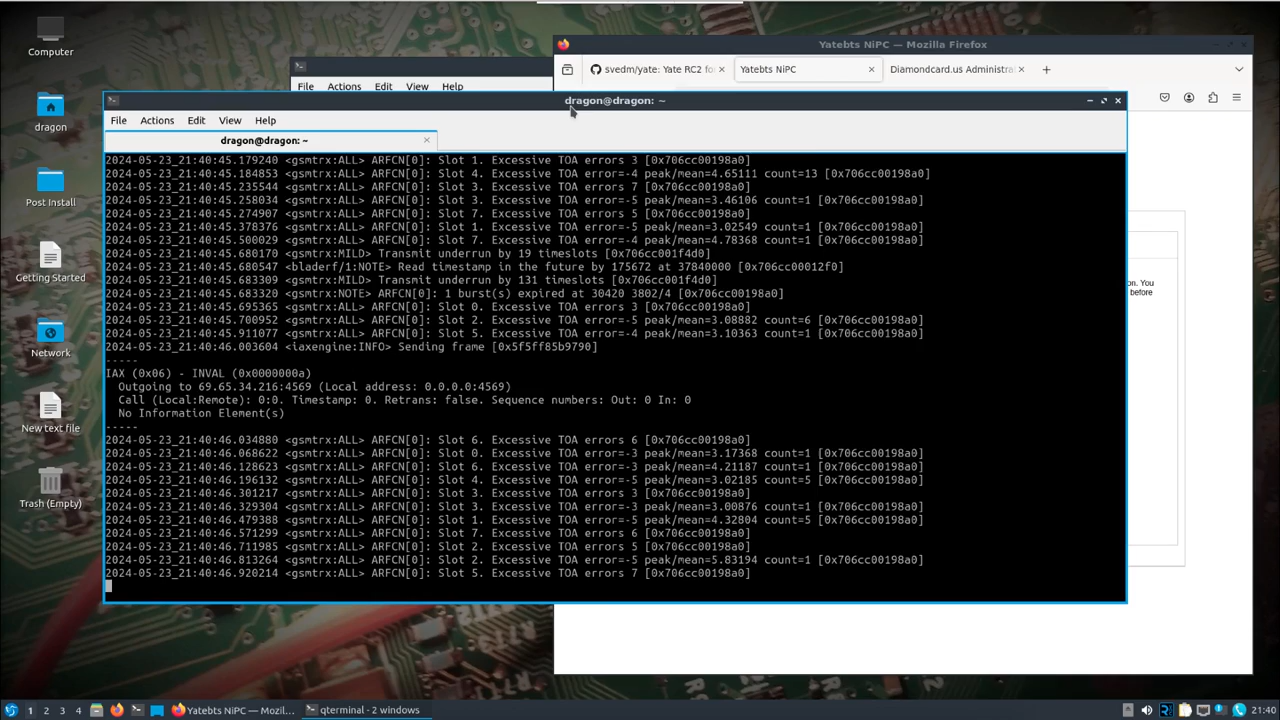 Computer
dragon
Post Install
Getting Started
Network
New text file
Trash (Empty)
Yatebts NiPC — Mozilla Firefox
svedm/yate: Yate RC2 fo
Yatebts NiPC
Diamondcard.us Administra
File Actions Edit View Help
dragon@dragon: ~
File Actions Edit View Help
dragon@dragon: ~
2024-05-23_21:40:45.179240 <gsmtrx:ALL> ARFCN[0]: Slot 1. Excessive TOA errors 3 [0x706cc00198a0]
2024-05-23_21:40:45.184853 <gsmtrx:ALL> ARFCN[0]: Slot 4. Excessive TOA error=-4 peak/mean=4.65111 count=13 [0x706cc00198a0]
2024-05-23_21:40:45.235544 <gsmtrx:ALL> ARFCN[0]: Slot 3. Excessive TOA errors 7 [0x706cc00198a0]
2024-05-23_21:40:45.258034 <gsmtrx:ALL> ARFCN[0]: Slot 3. Excessive TOA error=-5 peak/mean=3.46106 count=1 [0x706cc00198a0]
2024-05-23_21:40:45.274907 <gsmtrx:ALL> ARFCN[0]: Slot 7. Excessive TOA errors 5 [0x706cc00198a0]
2024-05-23_21:40:45.378376 <gsmtrx:ALL> ARFCN[0]: Slot 1. Excessive TOA error=-5 peak/mean=3.02549 count=1 [0x706cc00198a0]
2024-05-23_21:40:45.500029 <gsmtrx:ALL> ARFCN[0]: Slot 7. Excessive TOA error=-4 peak/mean=4.78368 count=1 [0x706cc00198a0]
2024-05-23_21:40:45.680170 <gsmtrx:MILD> Transmit underrun by 19 timeslots [0x706cc001f4d0]
2024-05-23_21:40:45.680547 <bladerf/1:NOTE> Read timestamp in the future by 175672 at 37840000 [0x706cc00012f0]
2024-05-23_21:40:45.683309 <gsmtrx:MILD> Transmit underrun by 131 timeslots [0x706cc001f4d0]
2024-05-23_21:40:45.683320 <gsmtrx:NOTE> ARFCN[0]: 1 burst(s) expired at 30420 3802/4 [0x706cc00198a0]
2024-05-23_21:40:45.695365 <gsmtrx:ALL> ARFCN[0]: Slot 0. Excessive TOA errors 3 [0x706cc00198a0]
2024-05-23_21:40:45.700952 <gsmtrx:ALL> ARFCN[0]: Slot 2. Excessive TOA error=-5 peak/mean=3.08882 count=6 [0x706cc00198a0]
2024-05-23_21:40:45.911077 <gsmtrx:ALL> ARFCN[0]: Slot 5. Excessive TOA error=-4 peak/mean=3.10363 count=1 [0x706cc00198a0]
2024-05-23_21:40:46.003604 <iaxengine:INFO> Sending frame [0x5f5ff85b9790]
-----
IAX (0x06) - INVAL (0x0000000a)
Outgoing to 69.65.34.216:4569 (Local address: 0.0.0.0:4569)
Call (Local:Remote): 0:0. Timestamp: 0. Retrans: false. Sequence numbers: Out: 0 In: 0
No Information Element(s)
-----
2024-05-23_21:40:46.034880 <gsmtrx:ALL> ARFCN[0]: Slot 6. Excessive TOA errors 6 [0x706cc00198a0]
2024-05-23_21:40:46.068622 <gsmtrx:ALL> ARFCN[0]: Slot 0. Excessive TOA error=-3 peak/mean=3.17368 count=1 [0x706cc00198a0]
2024-05-23_21:40:46.128623 <gsmtrx:ALL> ARFCN[0]: Slot 6. Excessive TOA error=-3 peak/mean=4.21187 count=1 [0x706cc00198a0]
2024-05-23_21:40:46.196132 <gsmtrx:ALL> ARFCN[0]: Slot 4. Excessive TOA error=-5 peak/mean=3.02185 count=5 [0x706cc00198a0]
2024-05-23_21:40:46.301217 <gsmtrx:ALL> ARFCN[0]: Slot 3. Excessive TOA errors 3 [0x706cc00198a0]
2024-05-23_21:40:46.329304 <gsmtrx:ALL> ARFCN[0]: Slot 3. Excessive TOA error=-3 peak/mean=3.00876 count=1 [0x706cc00198a0]
2024-05-23_21:40:46.479388 <gsmtrx:ALL> ARFCN[0]: Slot 1. Excessive TOA error=-5 peak/mean=4.32804 count=5 [0x706cc00198a0]
2024-05-23_21:40:46.571299 <gsmtrx:ALL> ARFCN[0]: Slot 7. Excessive TOA errors 6 [0x706cc00198a0]
2024-05-23_21:40:46.711985 <gsmtrx:ALL> ARFCN[0]: Slot 2. Excessive TOA errors 5 [0x706cc00198a0]
2024-05-23_21:40:46.813264 <gsmtrx:ALL> ARFCN[0]: Slot 2. Excessive TOA error=-5 peak/mean=5.83194 count=1 [0x706cc00198a0]
2024-05-23_21:40:46.920214 <gsmtrx:ALL> ARFCN[0]: Slot 5. Excessive TOA errors 7 [0x706cc00198a0]
on. You
before
1 2 3 4
Yatebts NiPC — Mozil...
qterminal - 2 windows
21:40